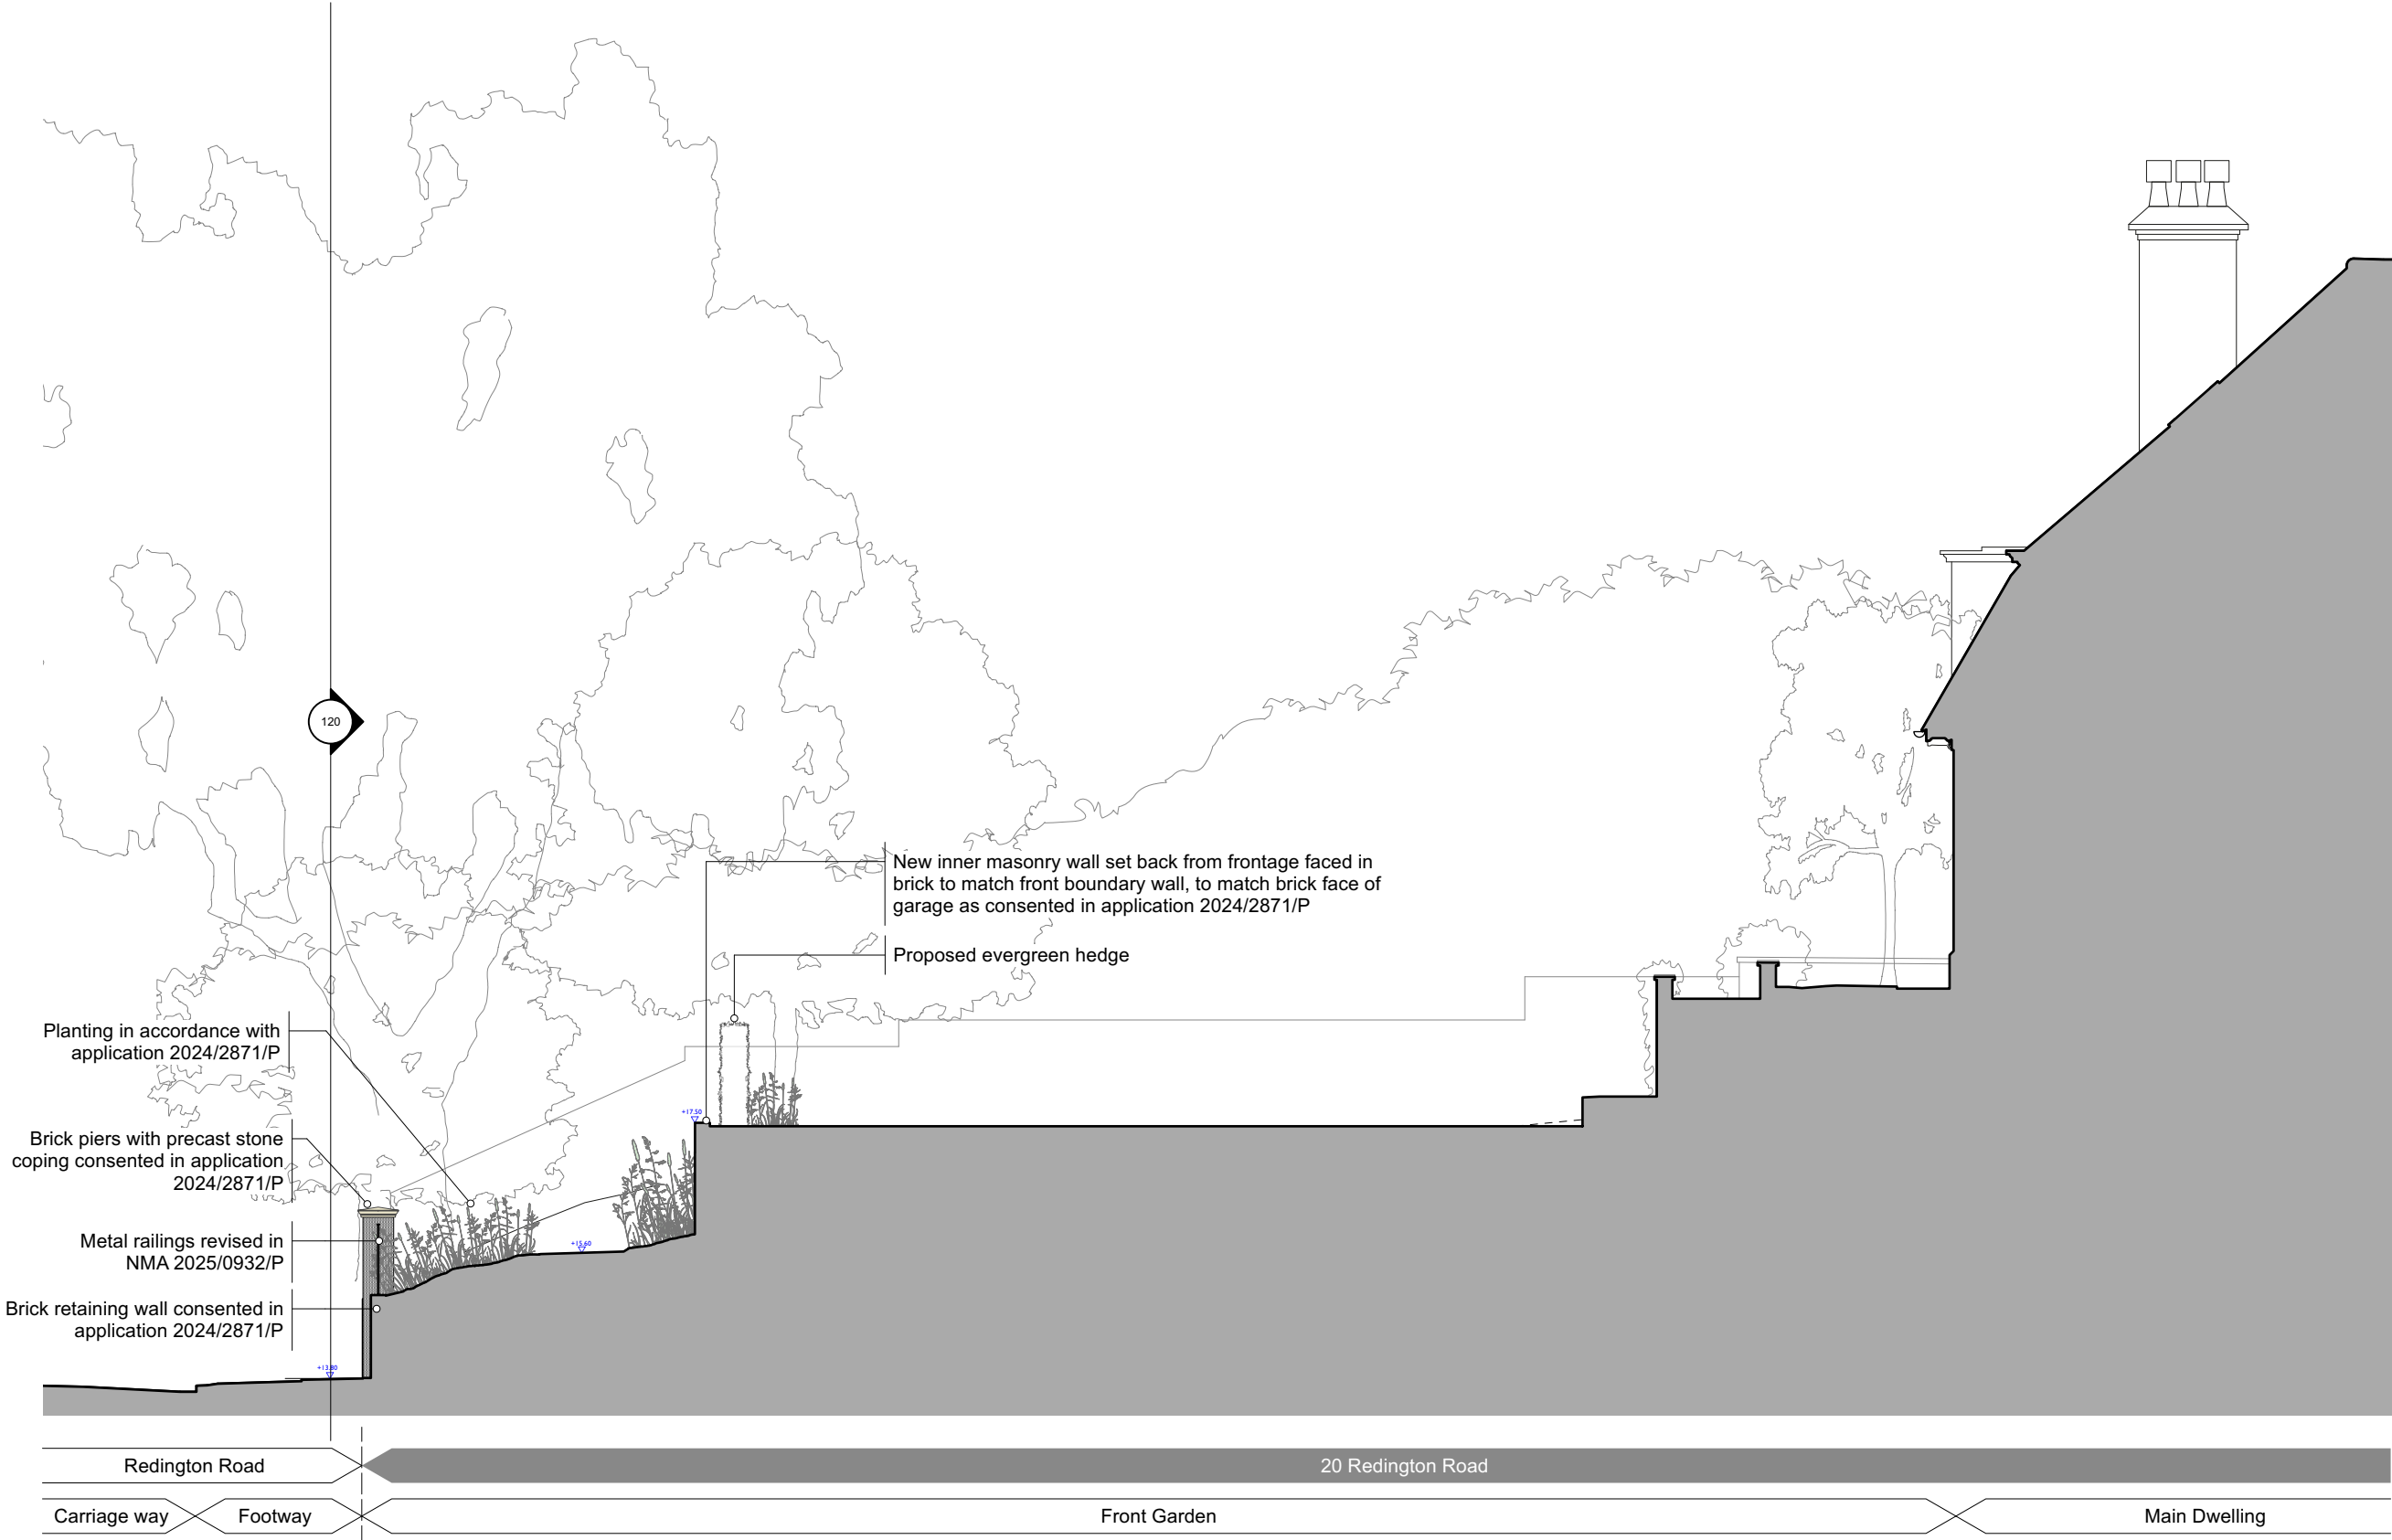 120
New inner masonry wall set back from frontage faced in
brick to match front boundary wall, to match brick face of
garage as consented in application 2024/2871/P
Proposed evergreen hedge
Planting in accordance with
application 2024/2871/P
+17.50
Brick piers with precast stone
coping consented in application
2024/2871/P
Metal railings revised in
NMA 2025/0932/P
+15.60
Brick retaining wall consented in
application 2024/2871/P
+13.80
Redington Road
20 Redington Road
Carriage way
Footway
Front Garden
Main Dwelling